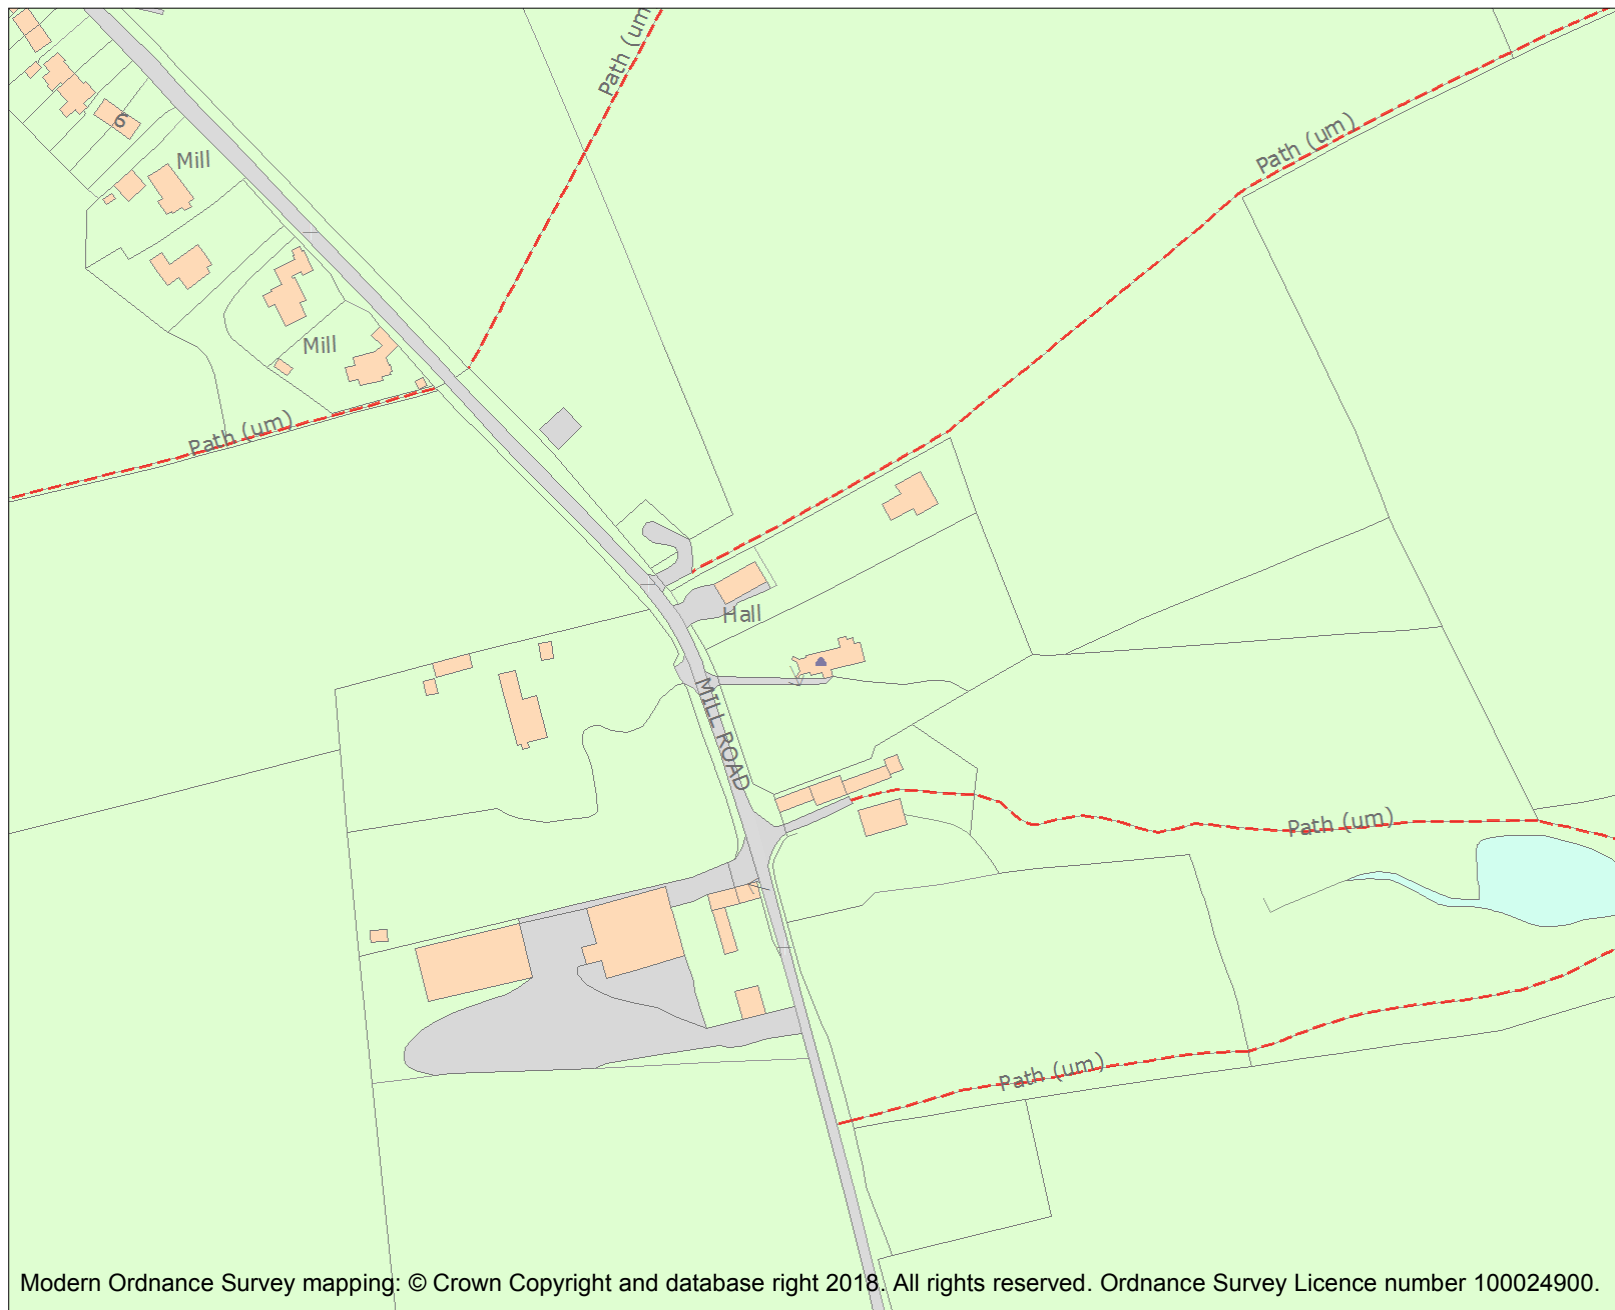 Path (um)
Path (um)
6
Mill
Mill
Path (um)
Hall
MILL ROAD
Path (um)
Path (um)
Modern Ordnance Survey mapping: © Crown Copyright and database right 2018. All rights reserved. Ordnance Survey Licence number 100024900.